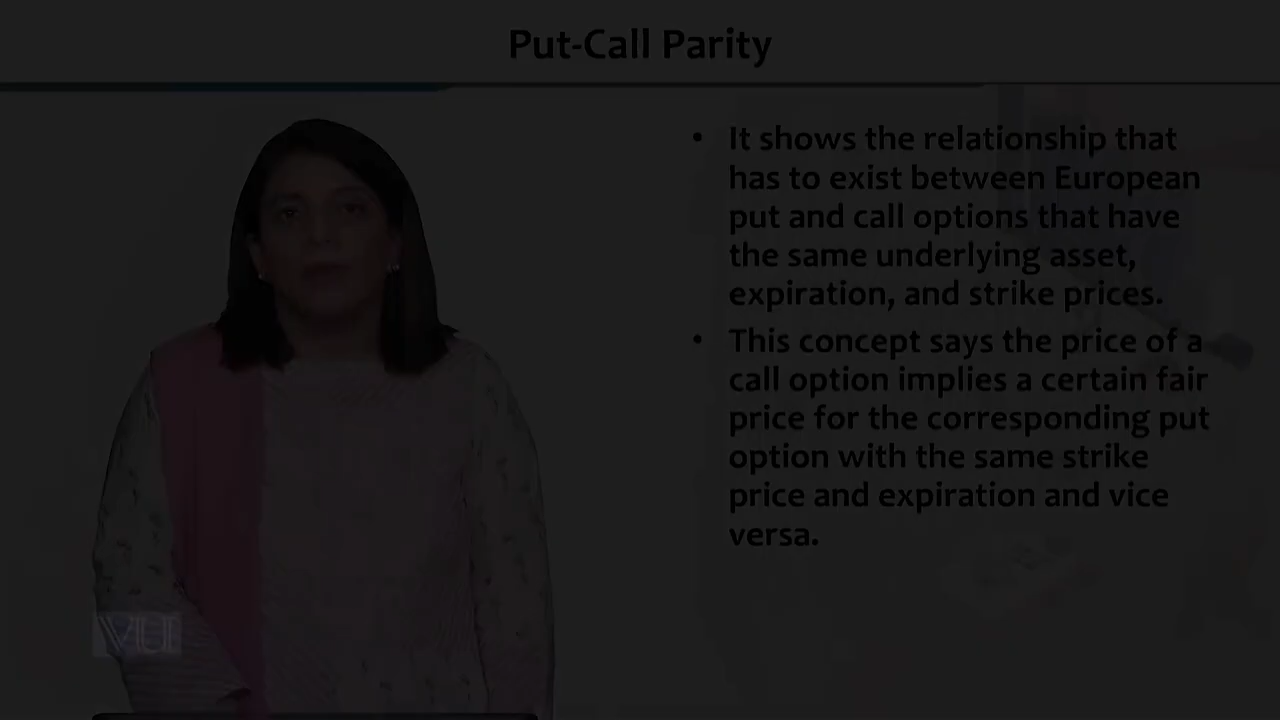 Put-Call Parity
• It shows the relationship that
has to exist between European
put and call options that have
the same underlying asset,
expiration, and strike prices.
• This concept says the price of a
call option implies a certain fair
price for the corresponding put
option with the same strike
price and expiration and vice
versa.
VU